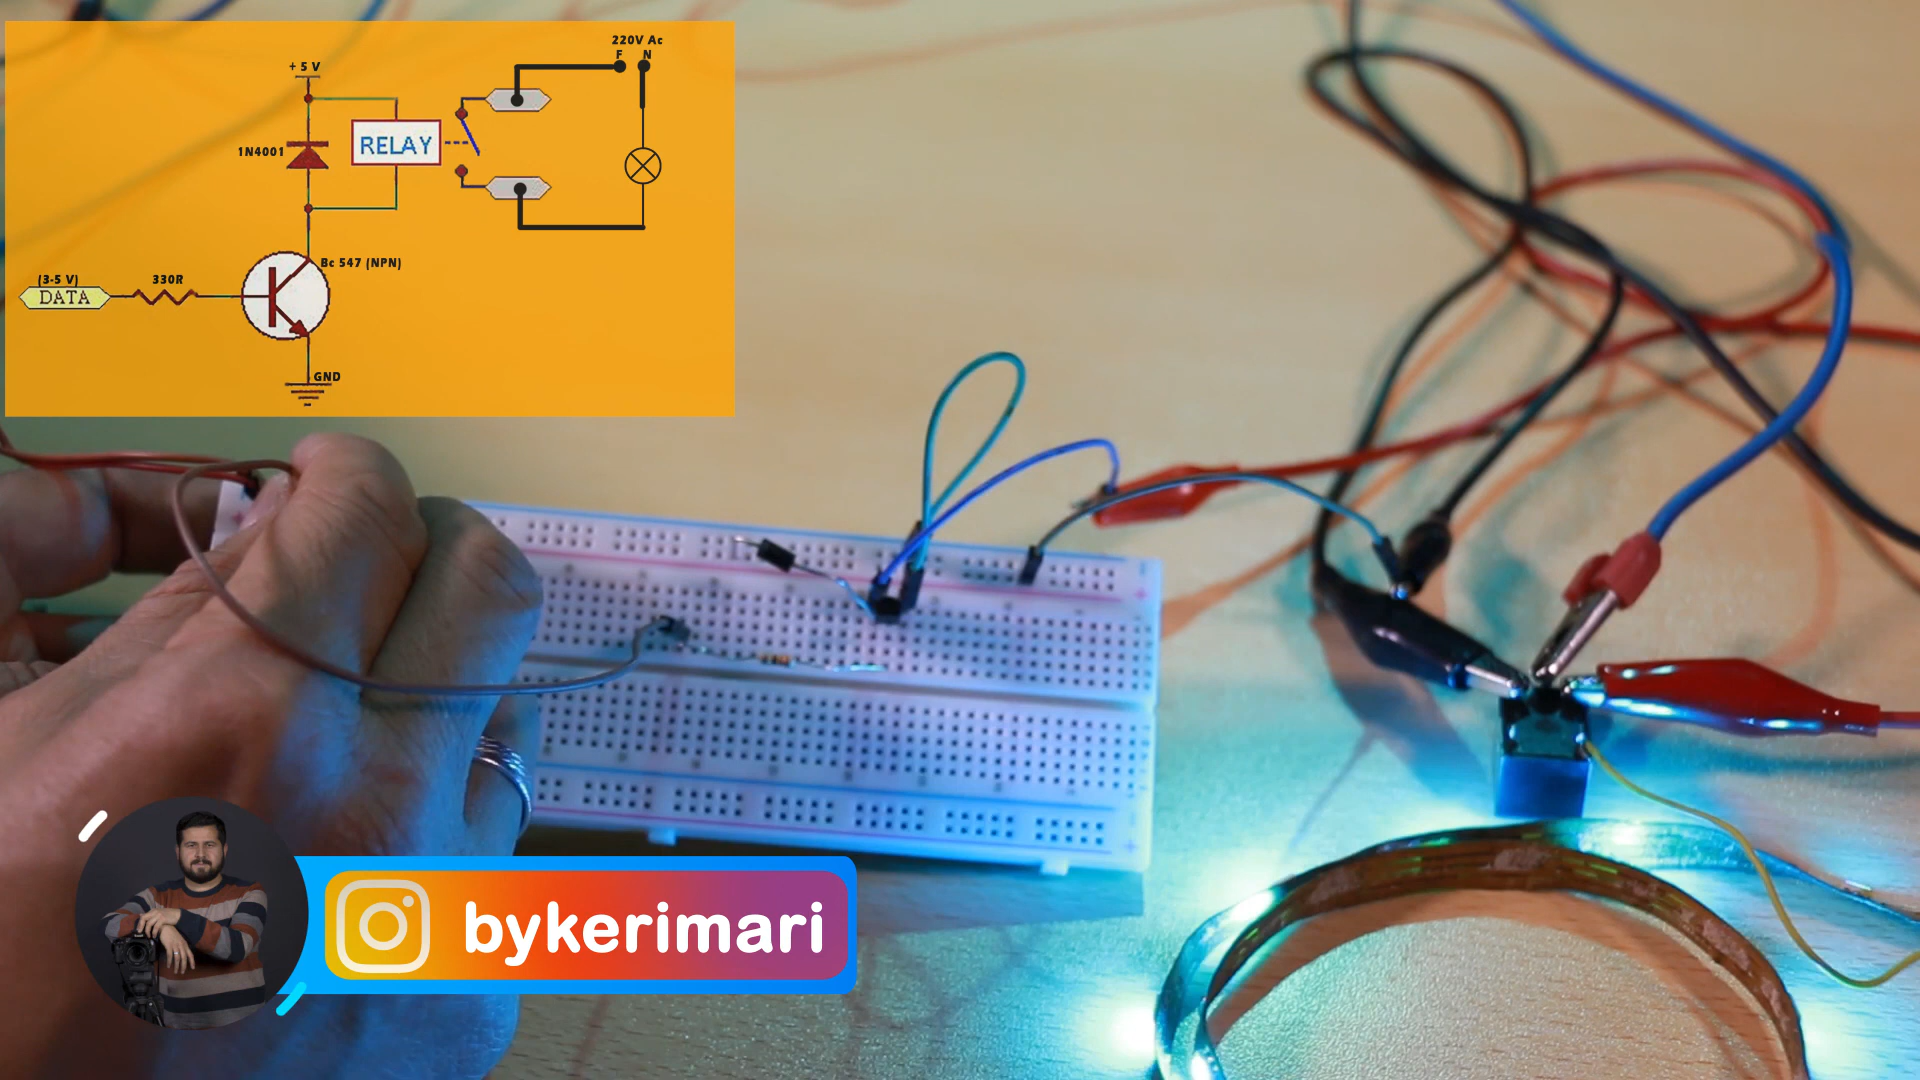 220V Ac
F N
+ 5 V
1N4001
RELAY
Bc 547 (NPN)
(3-5 V)
330R
DATA
GND
bykerimari